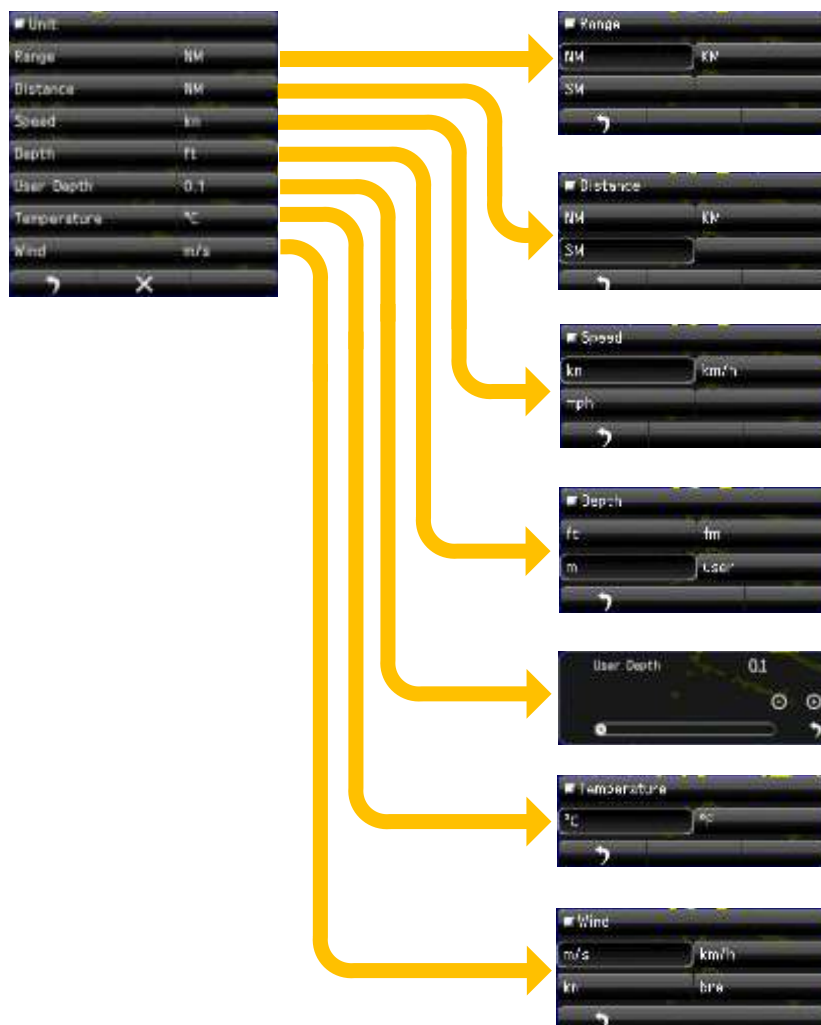 Unit
Range NM
Distance NM
Speed kn
Depth ft
User Depth 0.1
Temperature °C
Wind m/s
Range
NM KM
SM
Distance
NM KM
SM
Speed
kn km/h
mph
Depth
ft fm
m user
User Depth 0.1
Temperature
°C °F
Wind
m/s km/h
kn